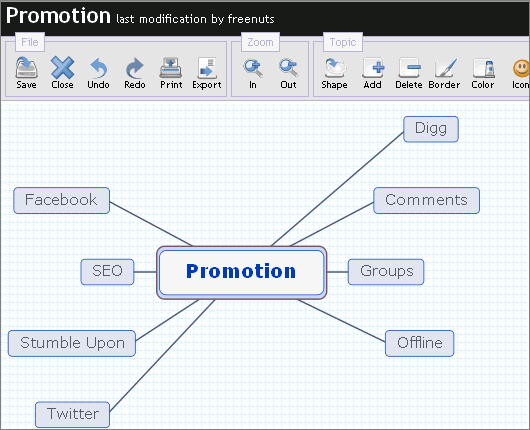 Promotion last modification by freenuts
File Zoom Topic
Save Close Undo Redo Print Export In Out Shape Add Delete Border Color Icon
Digg
Facebook Comments
SEO Promotion Groups
Stumble Upon Offline
Twitter